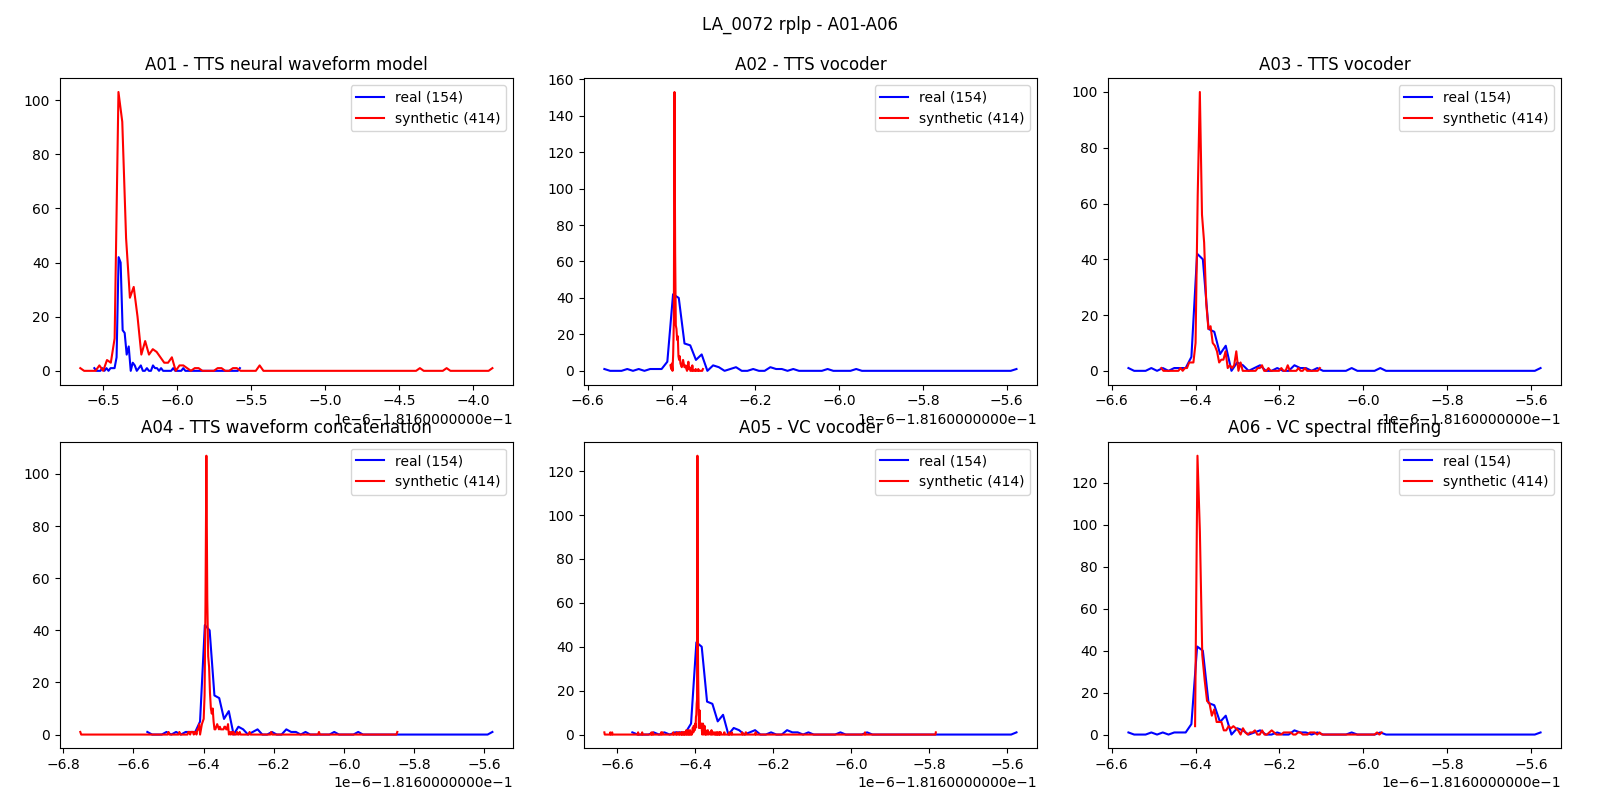 LA_0072 rplp - A01-A06
A01 - TTS neural waveform model
A02 - TTS vocoder
A03 - TTS vocoder
real (154)
synthetic (414)
100
80
60
40
20
0
−6.5 −6.0 −5.5 −5.0 −4.5 −4.0
1e−6−1.8160000000e−1
real (154)
synthetic (414)
160
140
120
100
80
60
40
20
0
−6.6 −6.4 −6.2 −6.0 −5.8 −5.6
1e−6−1.8160000000e−1
real (154)
synthetic (414)
100
80
60
40
20
0
−6.6 −6.4 −6.2 −6.0 −5.8 −5.6
1e−6−1.8160000000e−1
A04 - TTS waveform concatenation
A05 - VC vocoder
A06 - VC spectral filtering
real (154)
synthetic (414)
100
80
60
40
20
0
−6.8 −6.6 −6.4 −6.2 −6.0 −5.8 −5.6
1e−6−1.8160000000e−1
real (154)
synthetic (414)
120
100
80
60
40
20
0
−6.6 −6.4 −6.2 −6.0 −5.8 −5.6
1e−6−1.8160000000e−1
real (154)
synthetic (414)
120
100
80
60
40
20
0
−6.6 −6.4 −6.2 −6.0 −5.8 −5.6
1e−6−1.8160000000e−1